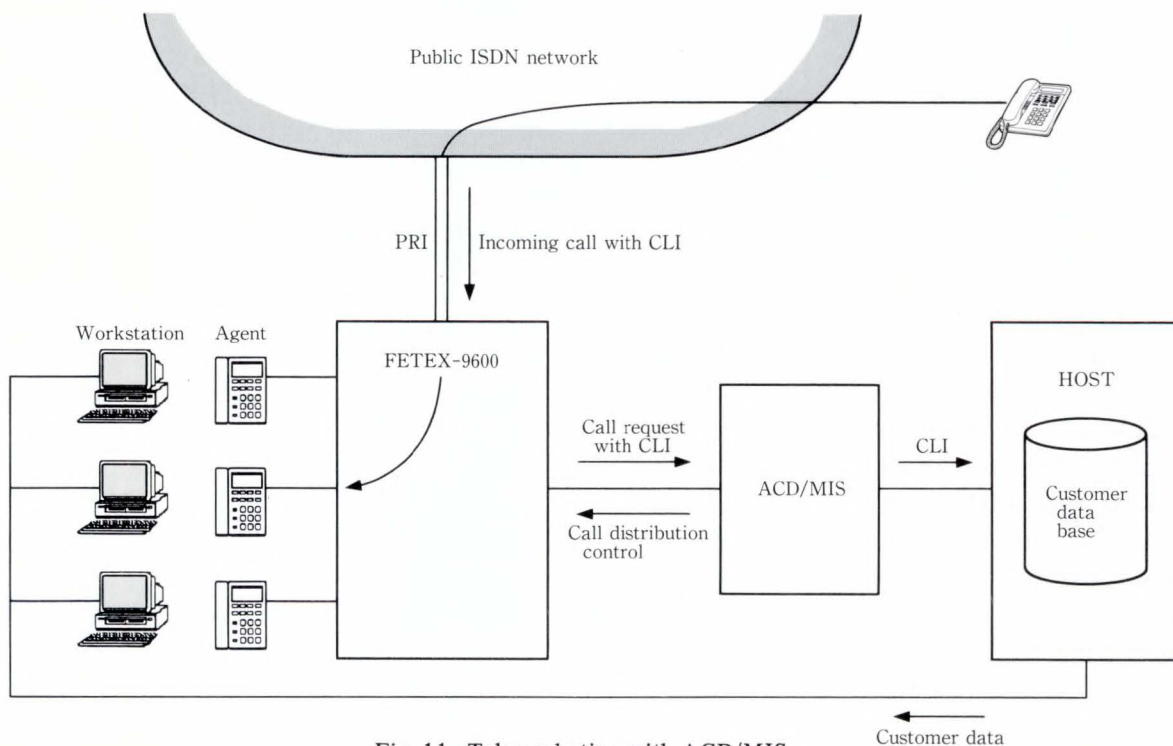 Public ISDN network
PRI
Incoming call with CLI
Workstation
Agent
FETEX-9600
HOST
Call request
with CLI
CLI
ACD/MIS
Customer
data
base
Call distribution
control
Customer data
Fig. 11—Telemarketing with ACD/MIS.